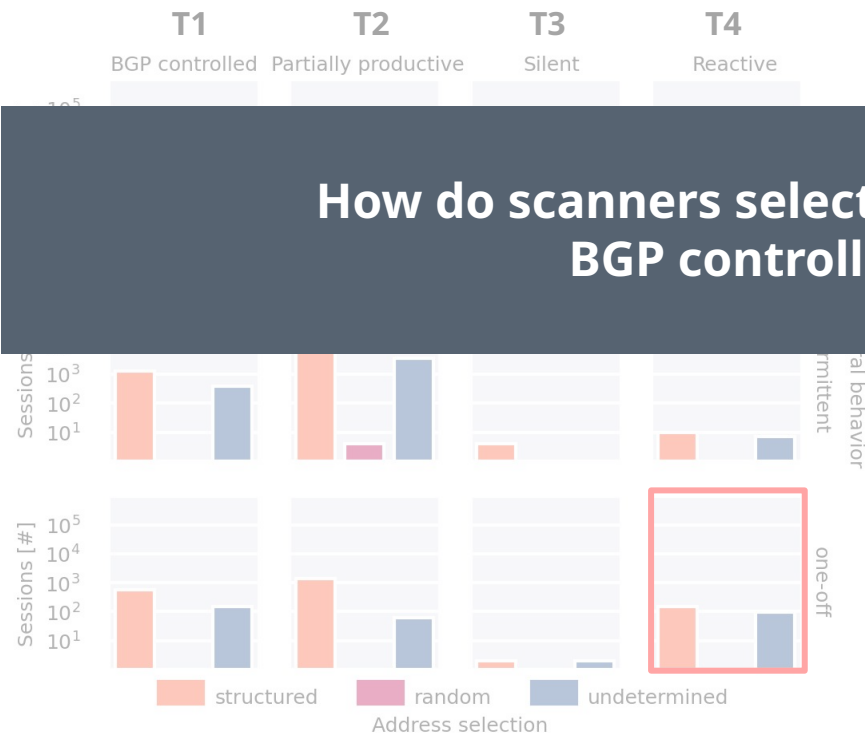 T1 T2 T3 T4
BGP controlled Partially productive Silent Reactive
How do scanners select
BGP controll
Sessions
10³
10²
10¹
rmittent
al behavior
Sessions [#]
10⁵
10⁴
10³
10²
10¹
one-off
structured random undetermined
Address selection